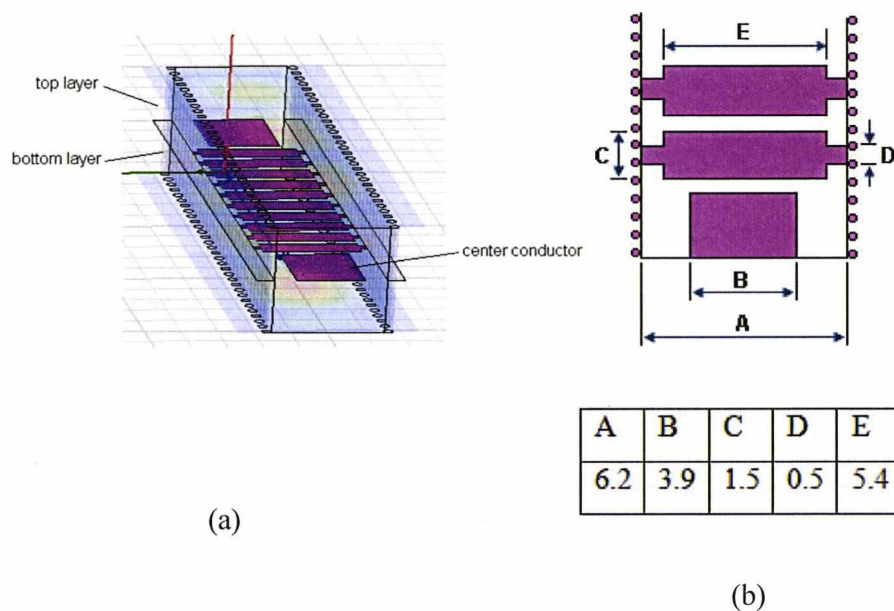 top layer
bottom layer
center conductor
E
C
D
B
A
A B C D E
6.2 3.9 1.5 0.5 5.4
(a)
(b)